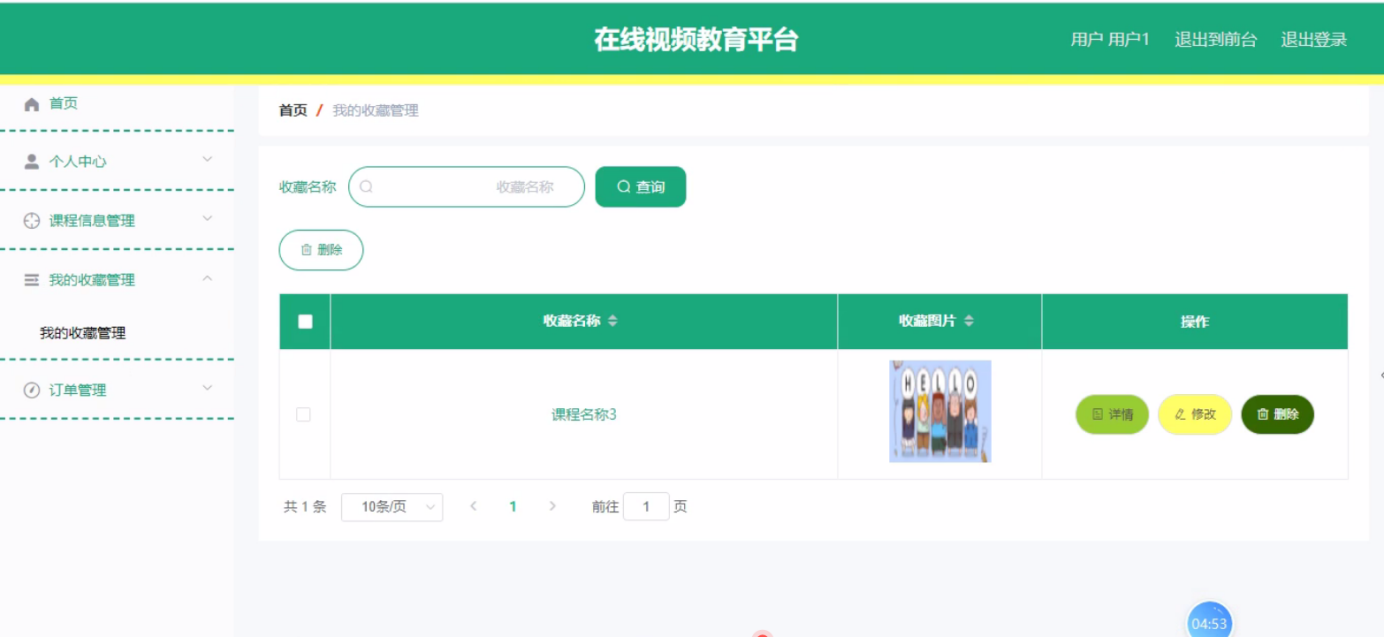 在线视频教育平台
用户 用户1 退出到前台 退出登录
首页
个人中心
课程信息管理
我的收藏管理
我的收藏管理
订单管理
首页 / 我的收藏管理
收藏名称 收藏名称 查询
删除
收藏名称 收藏图片 操作
课程名称3 HELLO 详情 修改 删除
共 1 条 10条/页 1 前往 1 页
04:53